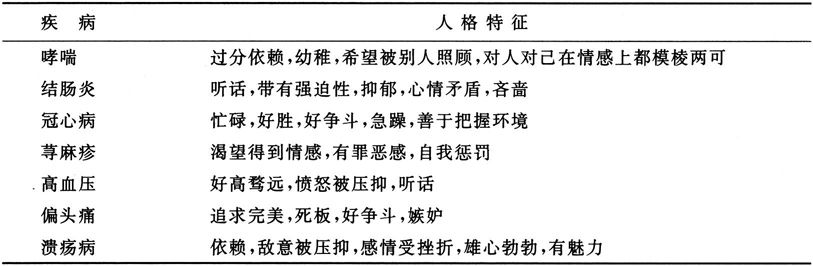 疾病 人格特征
哮喘 过分依赖,幼稚,希望被别人照顾,对人对己在情感上都模棱两可
结肠炎 听话,带有强迫性,抑郁,心情矛盾,吝啬
冠心病 忙碌,好胜,好争斗,急躁,善于把握环境
荨麻疹 渴望得到情感,有罪恶感,自我惩罚
高血压 好高骛远,愤怒被压抑,听话
偏头痛 追求完美,死板,好争斗,嫉妒
溃疡病 依赖,敌意被压抑,感情受挫折,雄心勃勃,有魅力